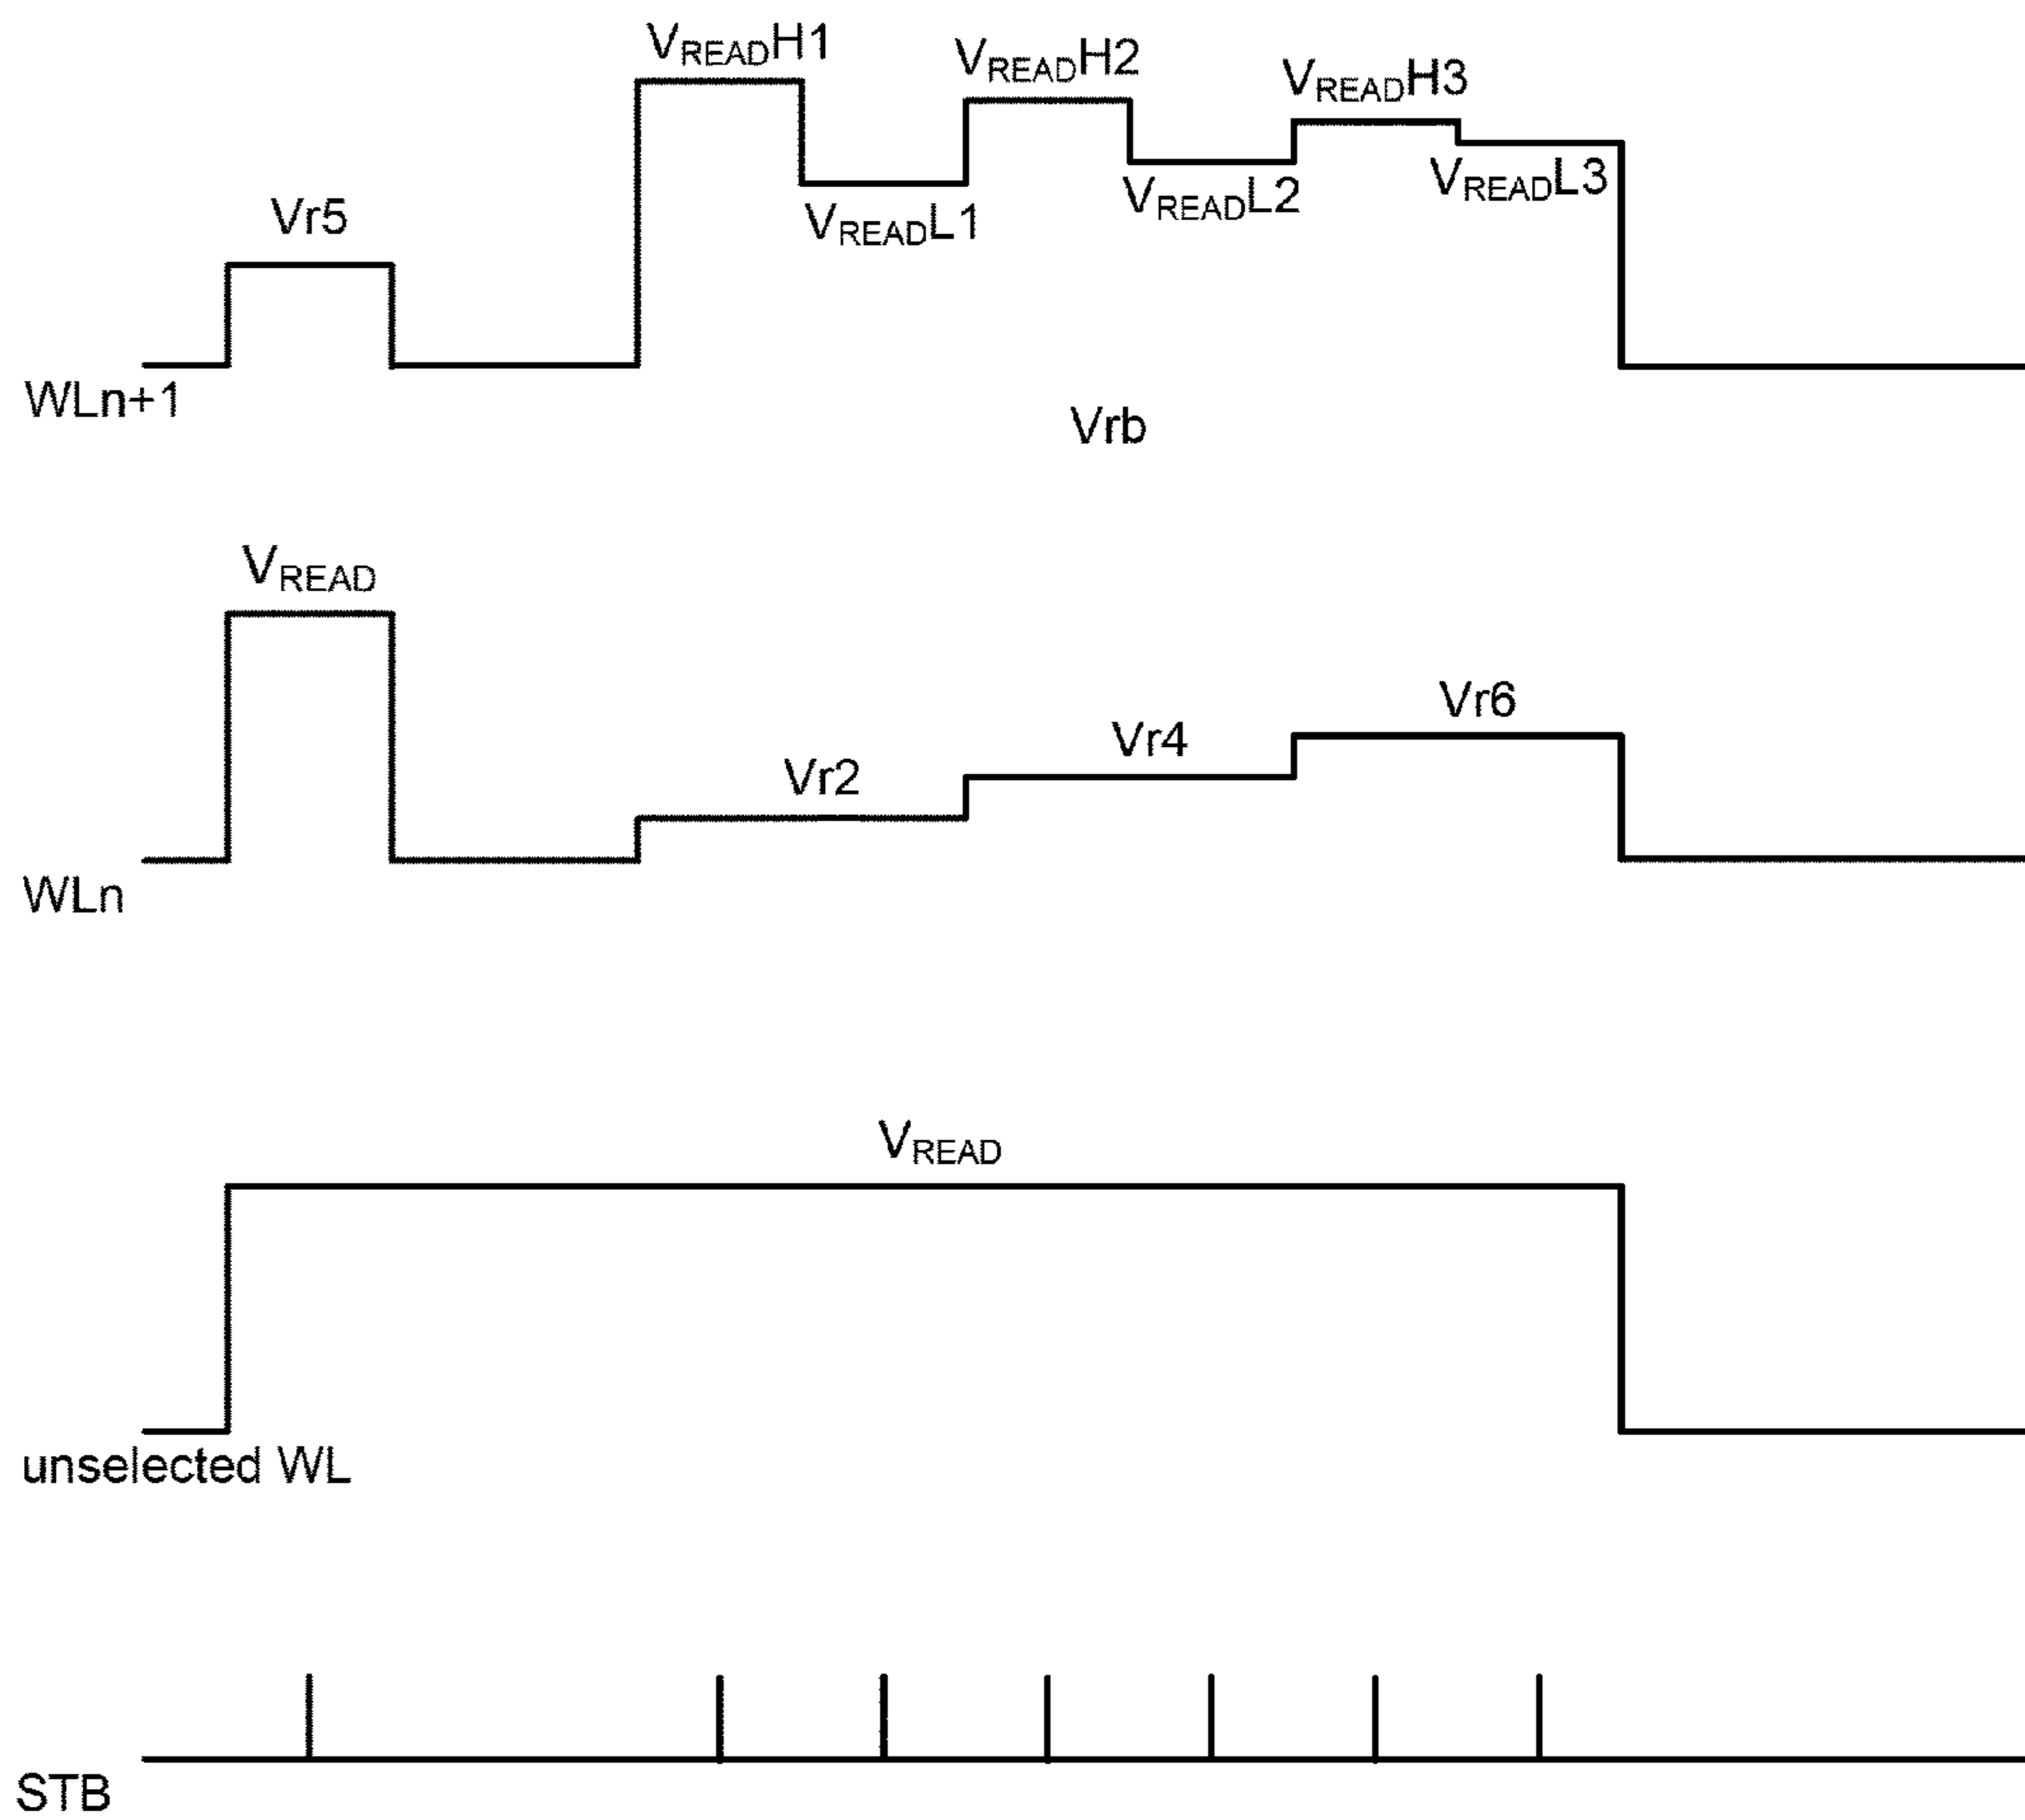 VREADH1
VREADH2
VREADH3
VREADL3
VREADL2
VREADL1
Vr5
WLn+1
Vrb
VREAD
Vr6
Vr4
Vr2
WLn
VREAD
unselected WL
STB